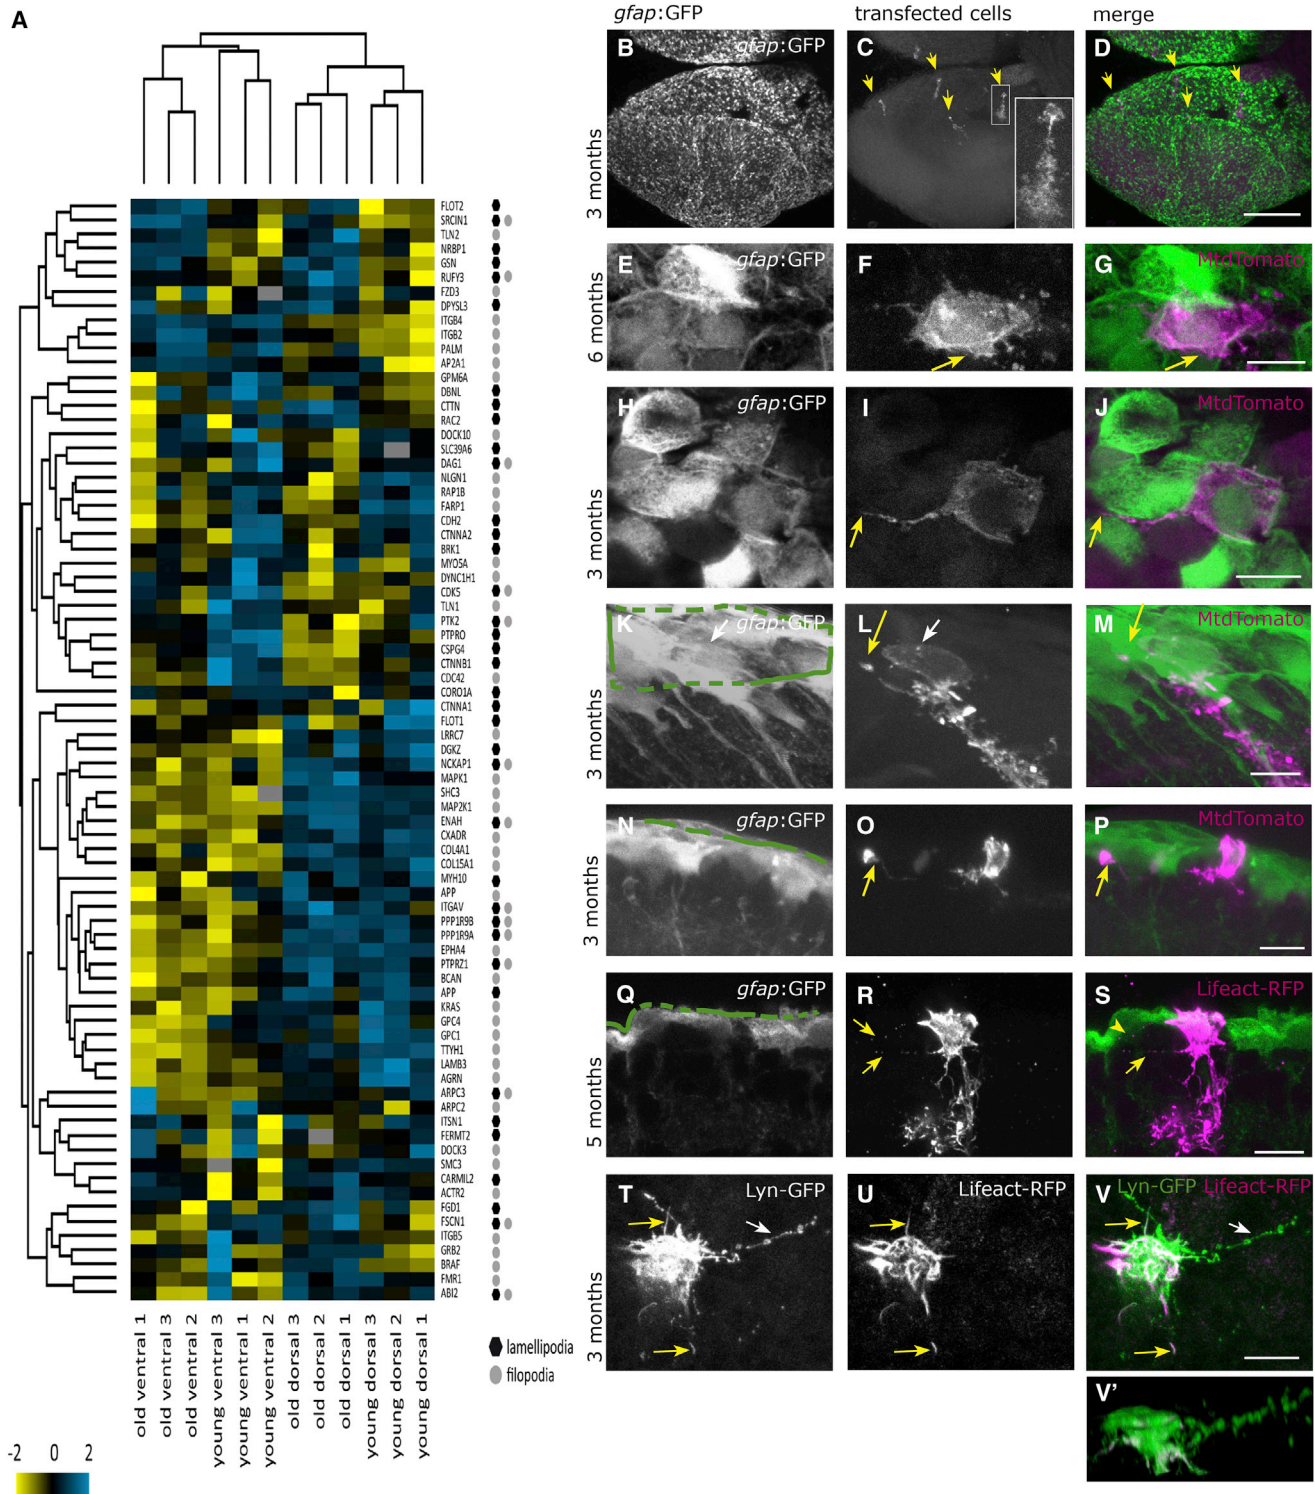 A
gfap:GFP
transfected cells
merge
3 months
B
gfap:GFP
C
D
6 months
E
gfap:GFP
F
G
MtdTomato
3 months
H
gfap:GFP
I
J
MtdTomato
3 months
K
gfap:GFP
L
M
MtdTomato
3 months
N
gfap:GFP
O
P
MtdTomato
5 months
Q
gfap:GFP
R
S
Lifeact-RFP
3 months
T
Lyn-GFP
U
Lifeact-RFP
V
Lyn-GFP Lifeact-RFP
V'
FLOT2
SRCIN1
TLN2
NRBP1
GSN
RUFY3
FZD3
DPYSL3
ITGB4
ITGB2
PALM
AP2A1
GPM6A
DBNL
CTTN
RAC2
DOCK10
SLC39A6
DAG1
NLGN1
RAP1B
FARP1
CDH2
CTNNA2
BRK1
MYO5A
DYNC1H1
CDK5
TLN1
PTK2
PTPRO
CSPG4
CTNNB1
CDC42
CORO1A
CTNNA1
FLOT1
LRRC7
DGKZ
NCKAP1
MAPK1
SHC3
MAP2K1
ENAH
CXADR
COL4A1
COL15A1
MYH10
APP
ITGAV
PPP1R9B
PPP1R9A
EPHA4
PTPRZ1
BCAN
APP
KRAS
GPC4
GPC1
TTYH1
LAMB3
AGRN
ARPC3
ARPC2
ITSN1
FERMT2
DOCK3
SMC3
CARMIL2
ACTR2
FGD1
FSCN1
ITGB5
GRB2
BRAF
FMR1
ABI2
old ventral 1
old ventral 3
old ventral 2
young ventral 3
young ventral 1
young ventral 2
old dorsal 3
old dorsal 2
old dorsal 1
young dorsal 3
young dorsal 2
young dorsal 1
lamellipodia
filopodia
-2 0 2